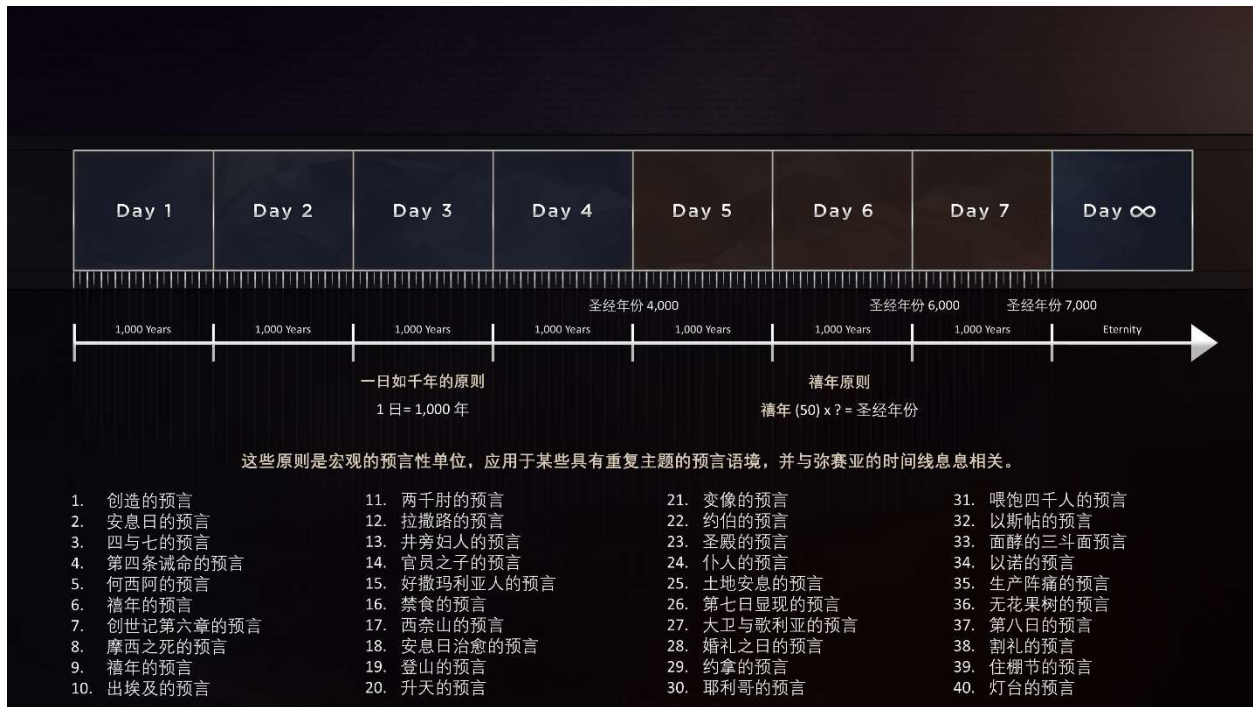 Day 1 Day 2 Day 3 Day 4 Day 5 Day 6 Day 7 Day ∞
圣经年份 4,000 圣经年份 6,000 圣经年份 7,000
1,000 Years 1,000 Years 1,000 Years 1,000 Years 1,000 Years 1,000 Years 1,000 Years Eternity
一日如千年的原则
1 日= 1,000 年
禧年原则
禧年 (50) x ? = 圣经年份
这些原则是宏观的预言性单位，应用于某些具有重复主题的预言语境，并与弥赛亚的时间线息息相关。
1. 创造的预言
2. 安息日的预言
3. 四与七的预言
4. 第四条诫命的预言
5. 何西阿的预言
6. 禧年的预言
7. 创世记第六章的预言
8. 摩西之死的预言
9. 禧年的预言
10. 出埃及的预言
11. 两千肘的预言
12. 拉撒路的预言
13. 井旁妇人的预言
14. 官员之子的预言
15. 好撒玛利亚人的预言
16. 禁食的预言
17. 西奈山的预言
18. 安息日治愈的预言
19. 登山的预言
20. 升天的预言
21. 变像的预言
22. 约伯的预言
23. 圣殿的预言
24. 仆人的预言
25. 土地安息的预言
26. 第七日显现的预言
27. 大卫与歌利亚的预言
28. 婚礼之日的预言
29. 约拿的预言
30. 耶利哥的预言
31. 喂饱四千人的预言
32. 以斯帖的预言
33. 面酵的三斗面预言
34. 以诺的预言
35. 生产阵痛的预言
36. 无花果树的预言
37. 第八日的预言
38. 割礼的预言
39. 住棚节的预言
40. 灯台的预言